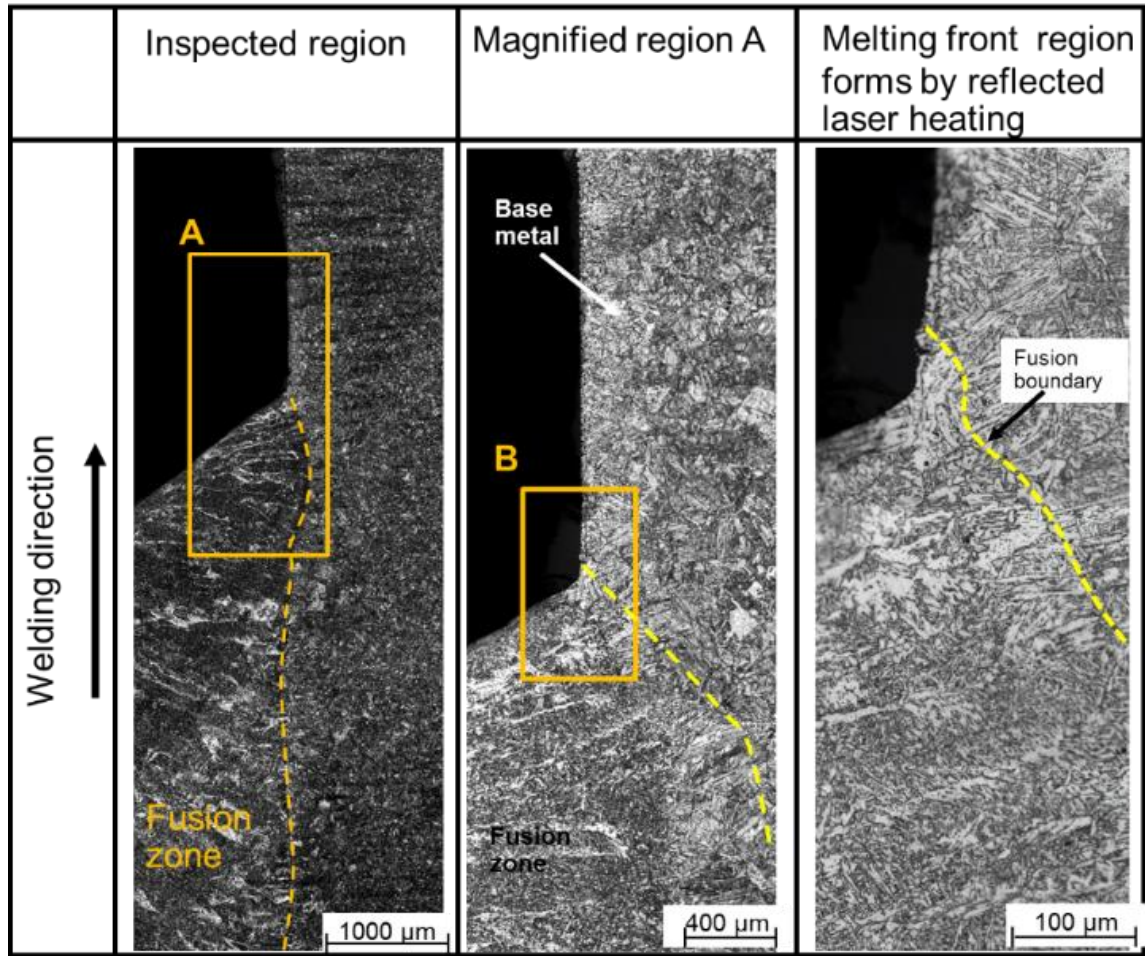 Inspected region
Magnified region A
Melting front region
forms by reflected
laser heating
Welding direction
A
Fusion
zone
1000 µm
Base
metal
B
Fusion
zone
400 µm
Fusion
boundary
100 µm